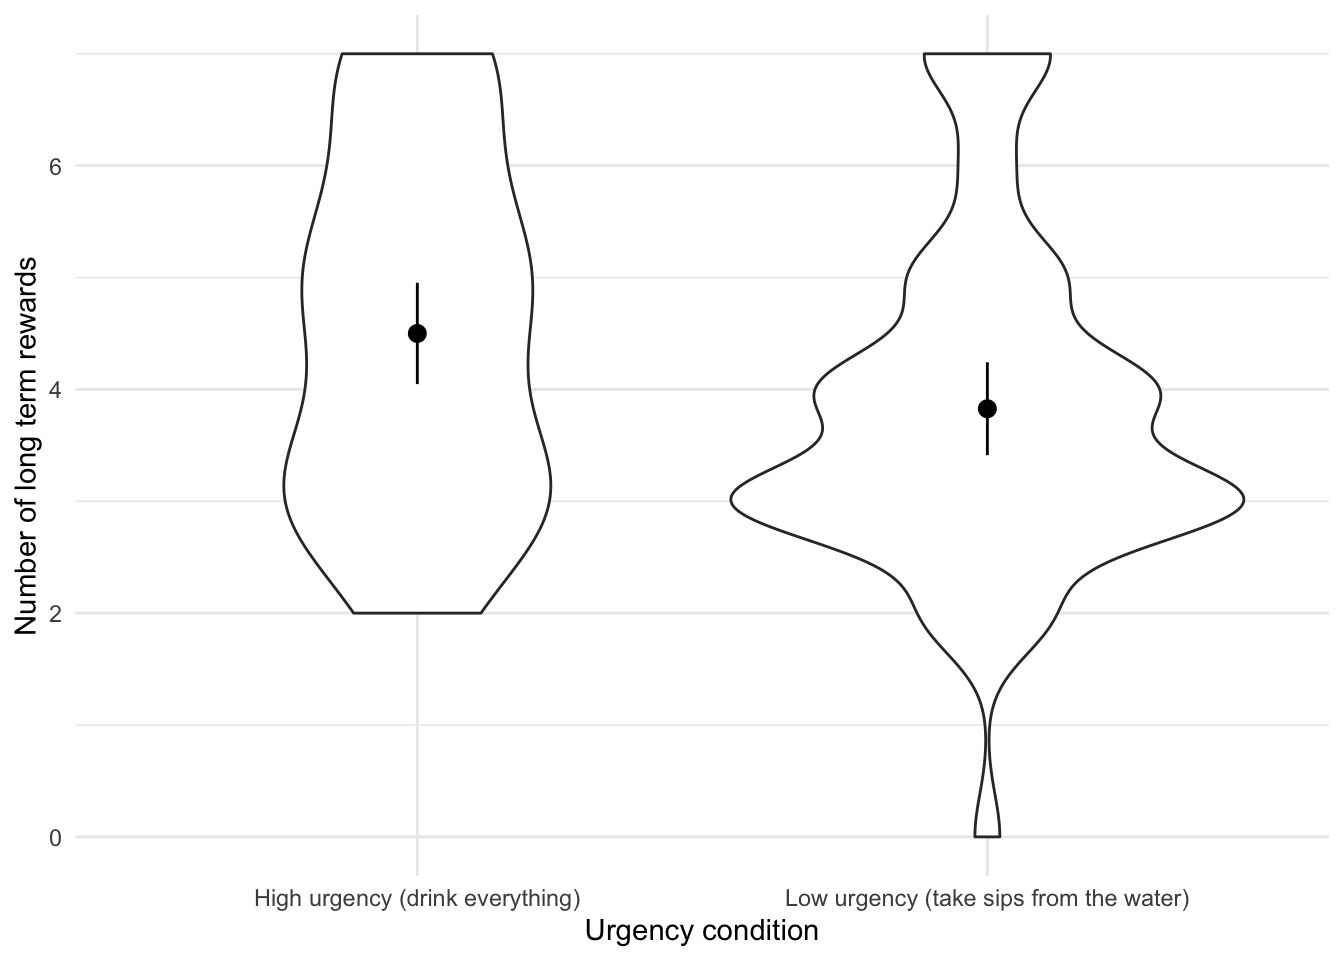 Number of long term rewards
6
4
2
0
High urgency (drink everything)
Low urgency (take sips from the water)
Urgency condition